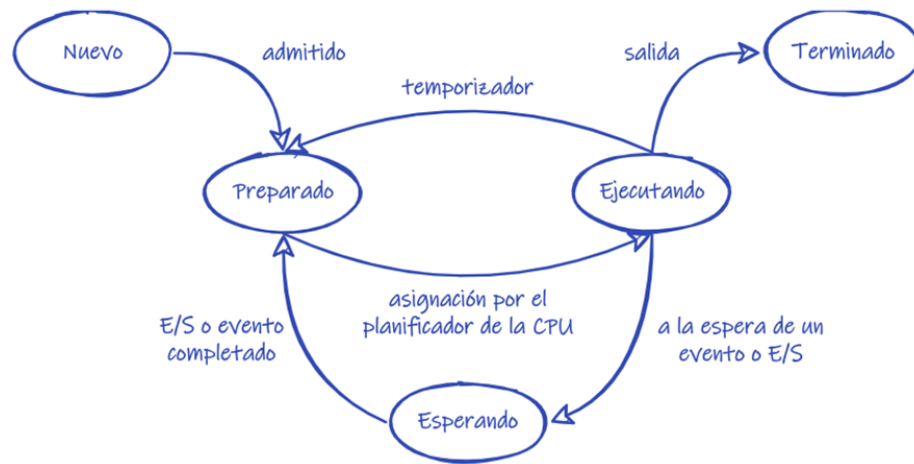 Nuevo
admitido
salida
Terminado
temporizador
Preparado
Ejecutando
asignación por el
planificador de la CPU
E/S o evento
completado
a la espera de un
evento o E/S
Esperando